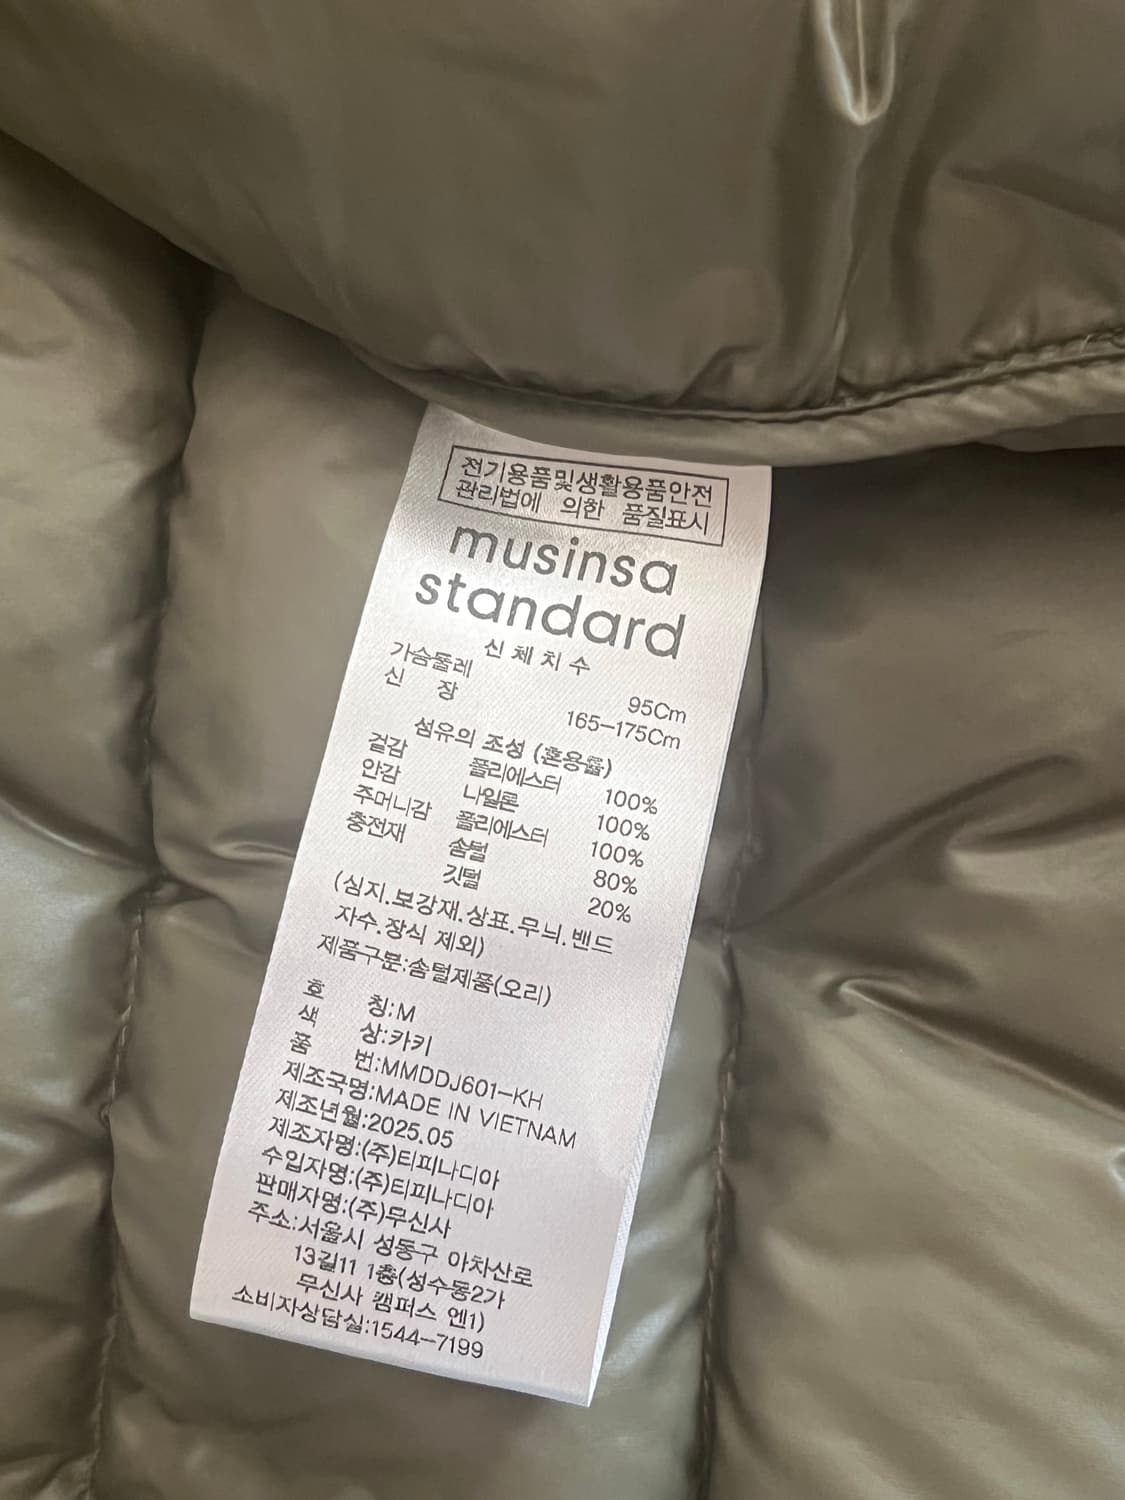 전기용품및생활용품안전
관리법에 의한 품질표시
musinsa
standard
신체치수
가슴둘레 95Cm
신 장 165-175Cm
섬유의 조성 (혼용률)
겉감 폴리에스터 100%
안감 나일론 100%
주머니감 폴리에스터 100%
충전재 솜털 80%
깃털 20%
(심지.보강재.상표.무늬.밴드
자수.장식 제외)
제품구분:솜털제품(오리)
호 칭:M
색 상:카키
품 번:MMDDJ601-KH
제조국명:MADE IN VIETNAM
제조년월:2025.05
제조자명:(주)티피나디아
수입자명:(주)티피나디아
판매자명:(주)무신사
주소:서울시 성동구 아차산로
13길11 1층(성수동2가
무신사 캠퍼스 엔1)
소비자상담실:1544-7199